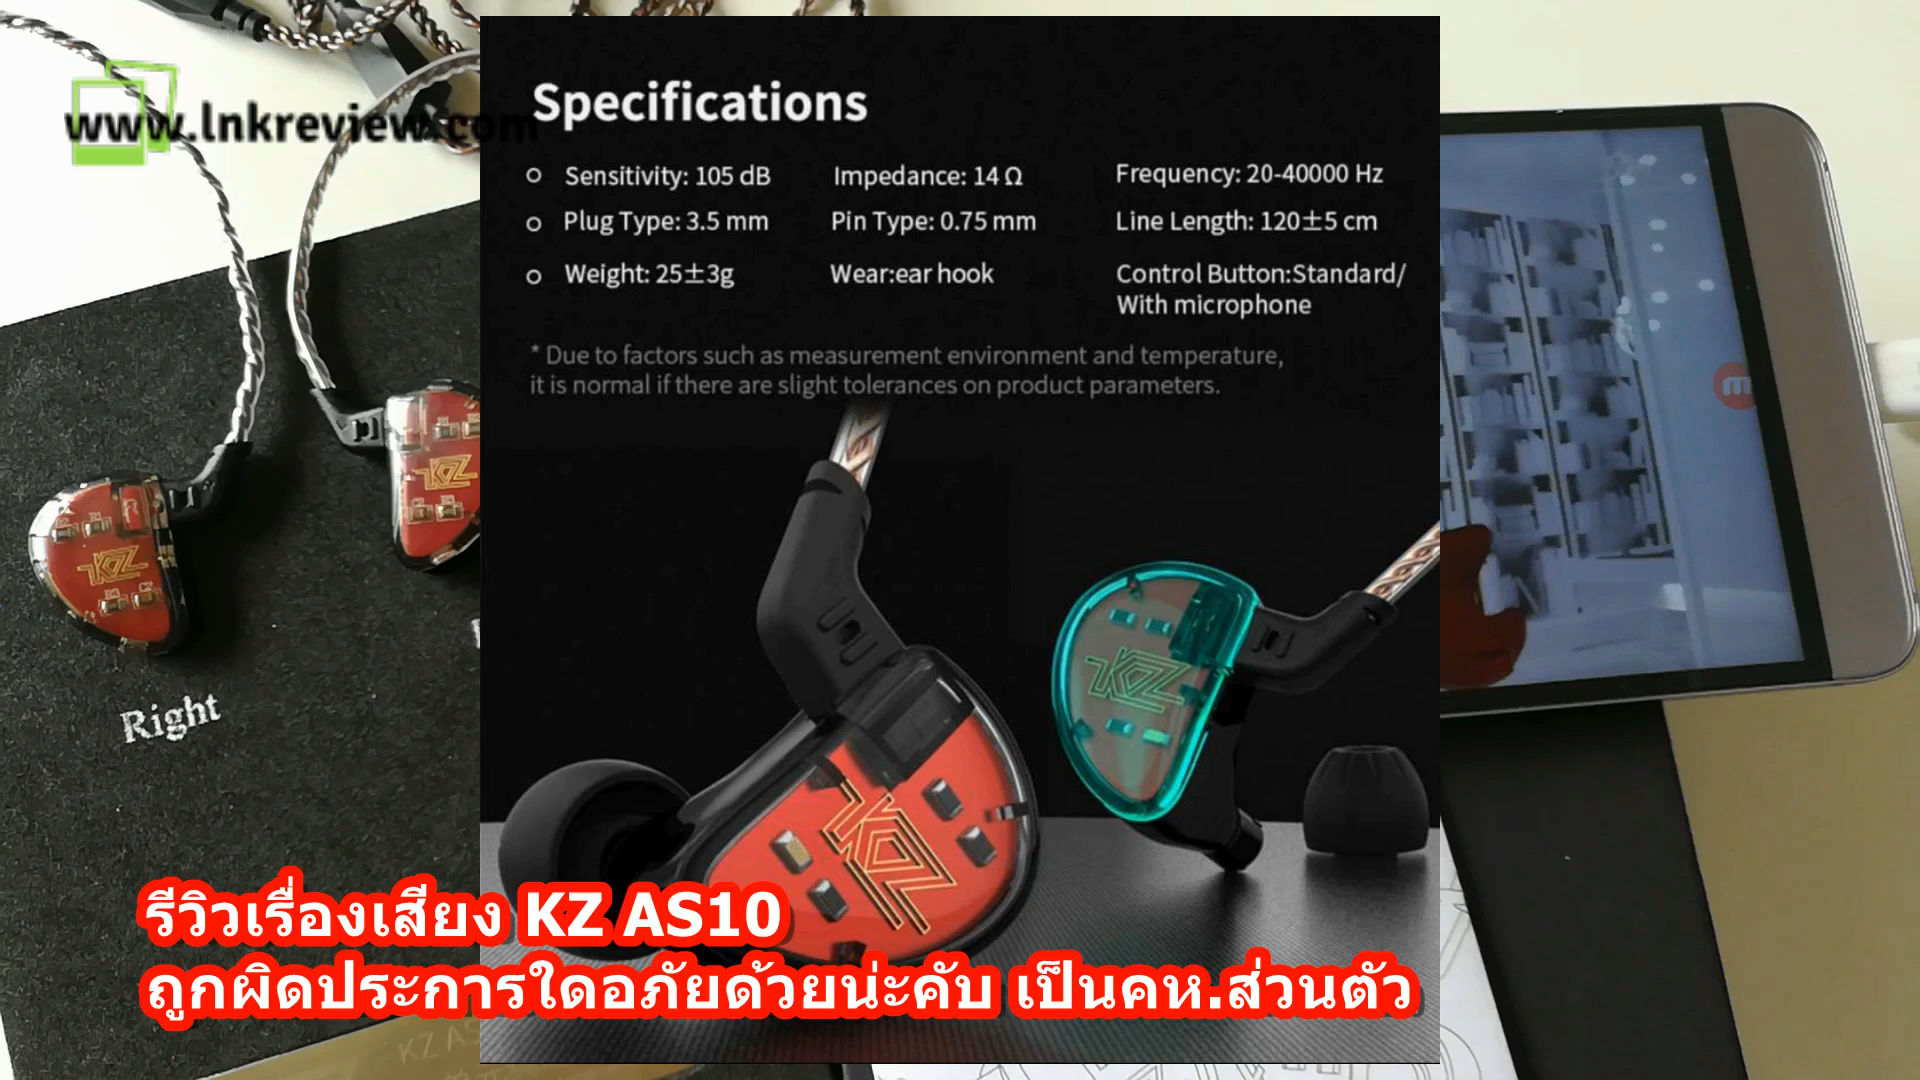 www.lnkreview.com
Specifications
Sensitivity: 105 dB Impedance: 14 Ω Frequency: 20-40000 Hz
Plug Type: 3.5 mm Pin Type: 0.75 mm Line Length: 120±5 cm
Weight: 25±3g Wear:ear hook Control Button:Standard/
With microphone
* Due to factors such as measurement environment and temperature,
it is normal if there are slight tolerances on product parameters.
KZ
KZ
KZ
KZ
Right
รีวิวเรื่องเสียง KZ AS10
ถูกผิดประการใดอภัยด้วยน่ะคับ เป็นคห.ส่วนตัว
KZ AS